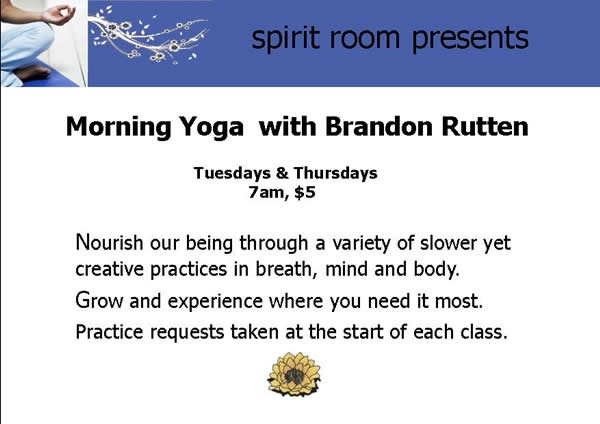 spirit room presents
Morning Yoga with Brandon Rutten
Tuesdays & Thursdays
7am, $5
Nourish our being through a variety of slower yet
creative practices in breath, mind and body.
Grow and experience where you need it most.
Practice requests taken at the start of each class.